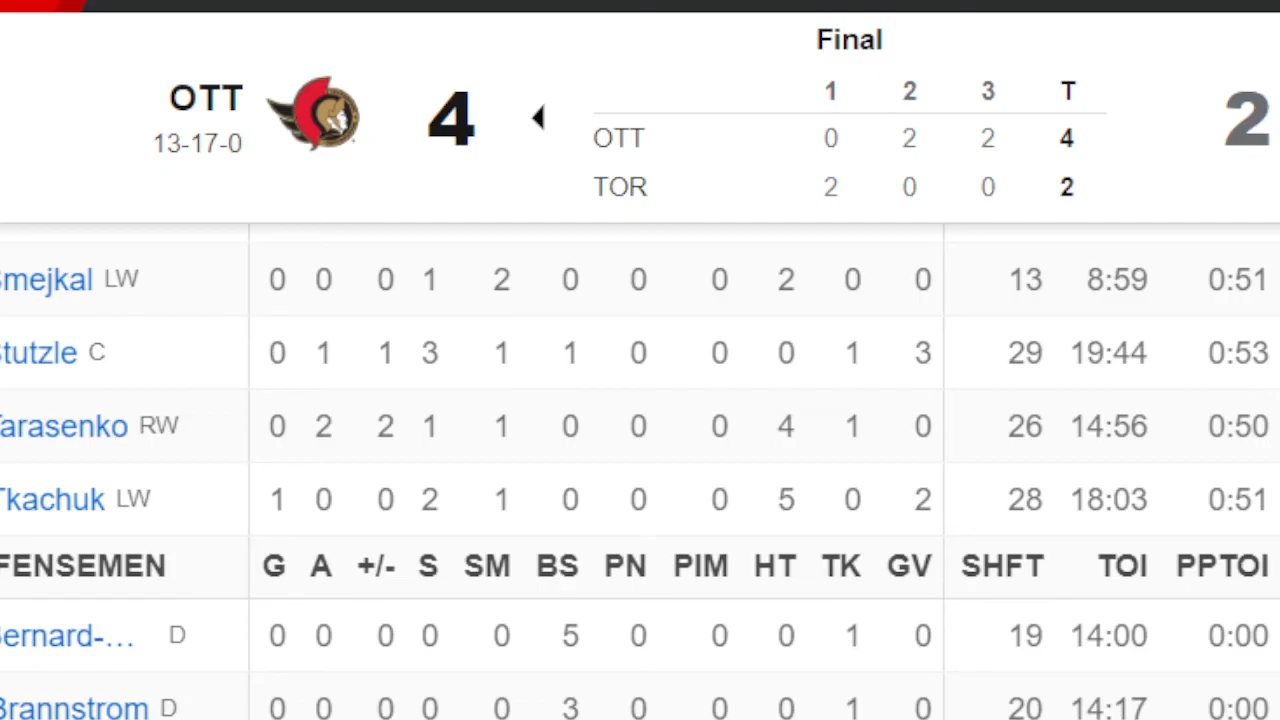 Final
OTT
13-17-0
4
1 2 3 T
OTT 0 2 2 4
TOR 2 0 0 2
2
mejkal LW 0 0 0 1 2 0 0 0 2 0 0 13 8:59 0:51
tutzle C 0 1 1 3 1 1 0 0 0 1 3 29 19:44 0:53
Tarasenko RW 0 2 2 1 1 0 0 0 4 1 0 26 14:56 0:50
Tkachuk LW 1 0 0 2 1 0 0 0 5 0 2 28 18:03 0:51
FENSEMEN G A +/- S SM BS PN PIM HT TK GV SHFT TOI PPTOI
Bernard-... D 0 0 0 0 0 5 0 0 0 1 0 19 14:00 0:00
Brannstrom D 0 0 0 0 0 3 0 0 0 1 0 20 14:17 0:00